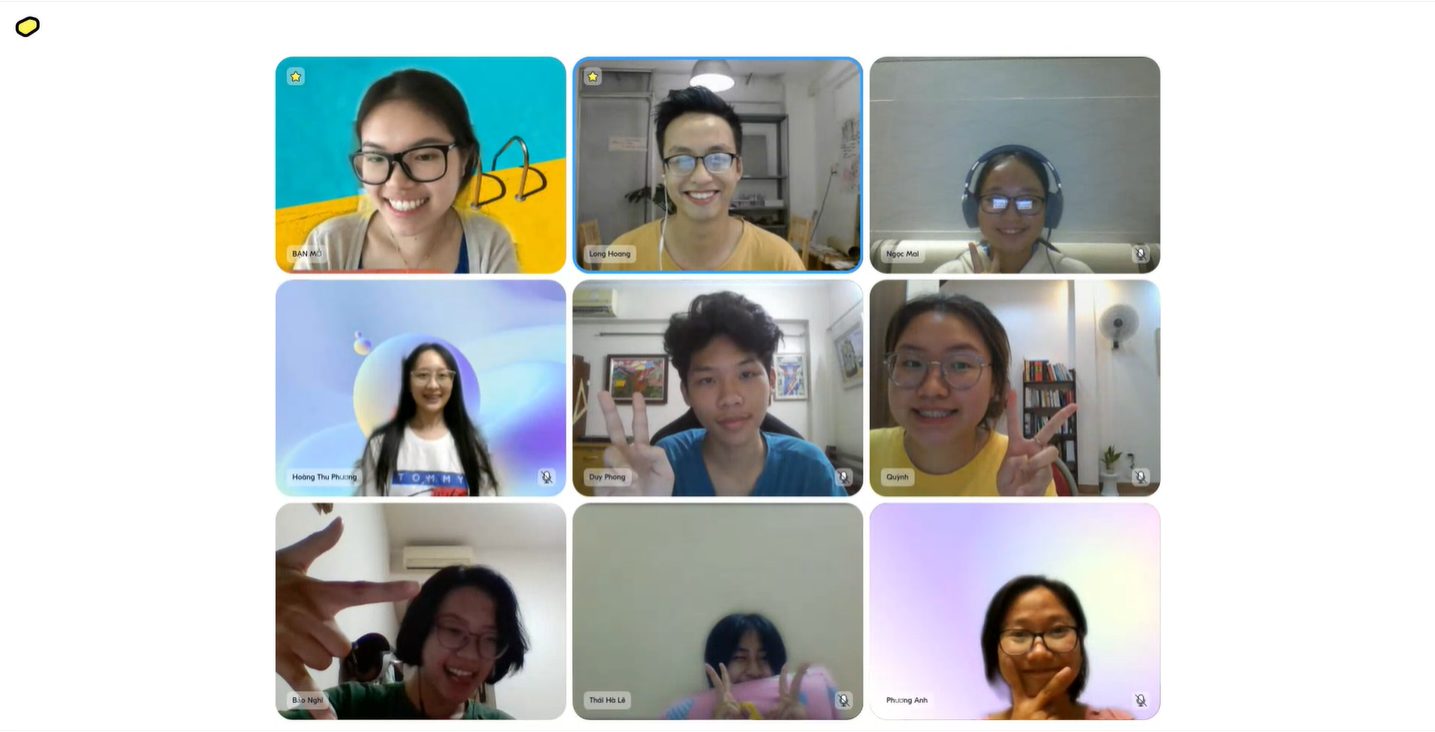 BẠN MỠ
Long Hoang
Ngọc Mai
Hoàng Thu Phương
TOMMY
Duy Phong
Quỳnh
Bảo Nghi
Thái Hà Lê
Phương Anh